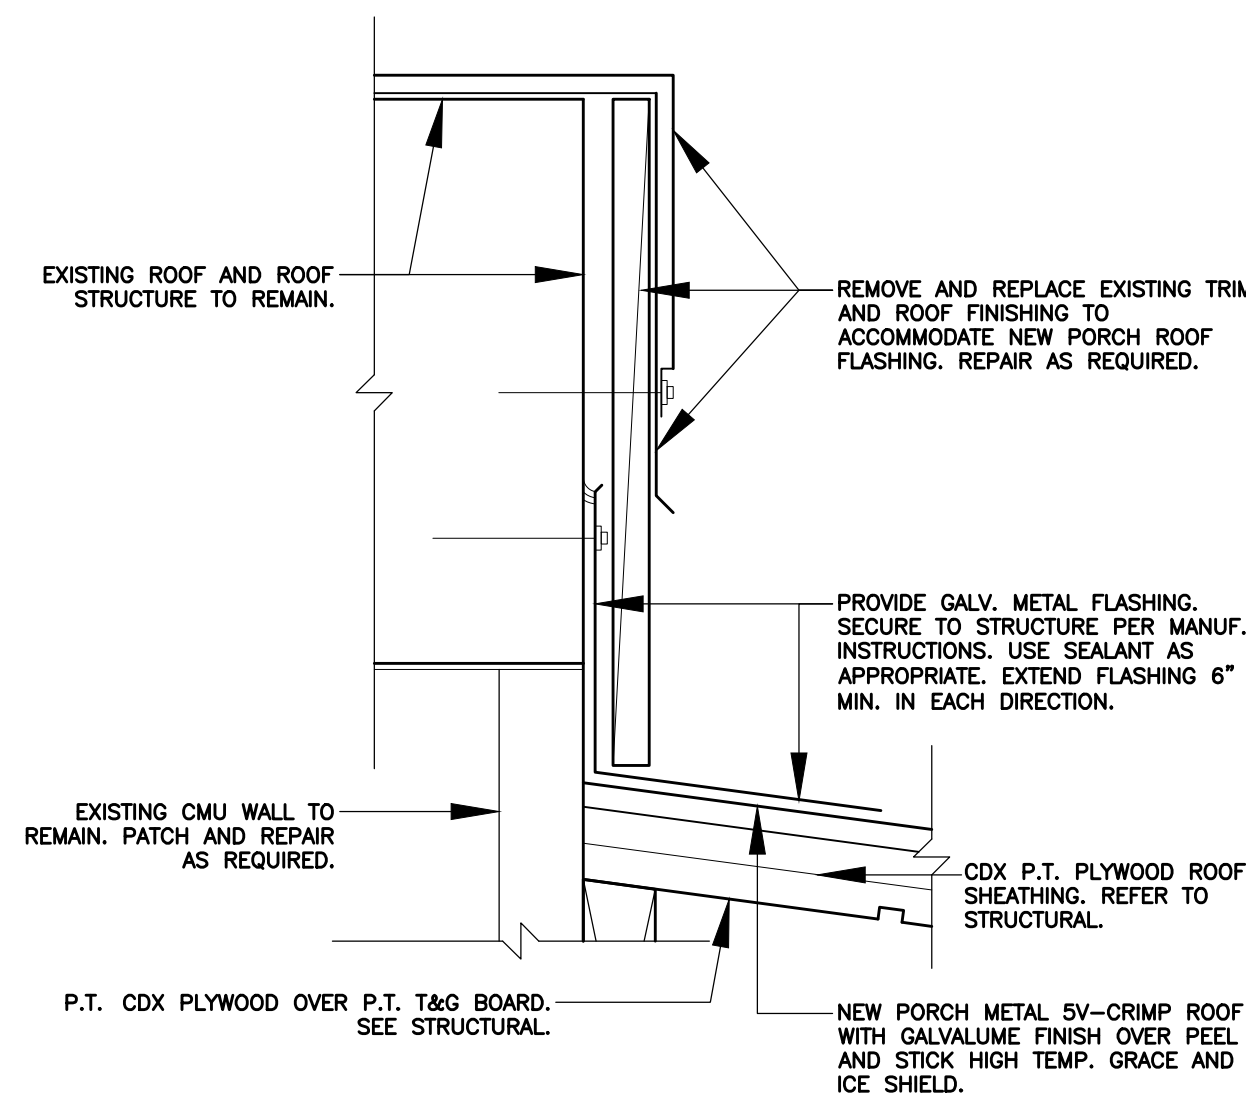 EXISTING ROOF AND ROOF
STRUCTURE TO REMAIN.
REMOVE AND REPLACE EXISTING TRIM
AND ROOF FINISHING TO
ACCOMMODATE NEW PORCH ROOF
FLASHING. REPAIR AS REQUIRED.
PROVIDE GALV. METAL FLASHING.
SECURE TO STRUCTURE PER MANUF.
INSTRUCTIONS. USE SEALANT AS
APPROPRIATE. EXTEND FLASHING 6"
MIN. IN EACH DIRECTION.
EXISTING CMU WALL TO
REMAIN. PATCH AND REPAIR
AS REQUIRED.
CDX P.T. PLYWOOD ROOF
SHEATHING. REFER TO
STRUCTURAL.
P.T. CDX PLYWOOD OVER P.T. T&G BOARD.
SEE STRUCTURAL.
NEW PORCH METAL 5V-CRIMP ROOF
WITH GALVALUME FINISH OVER PEEL
AND STICK HIGH TEMP. GRACE AND
ICE SHIELD.